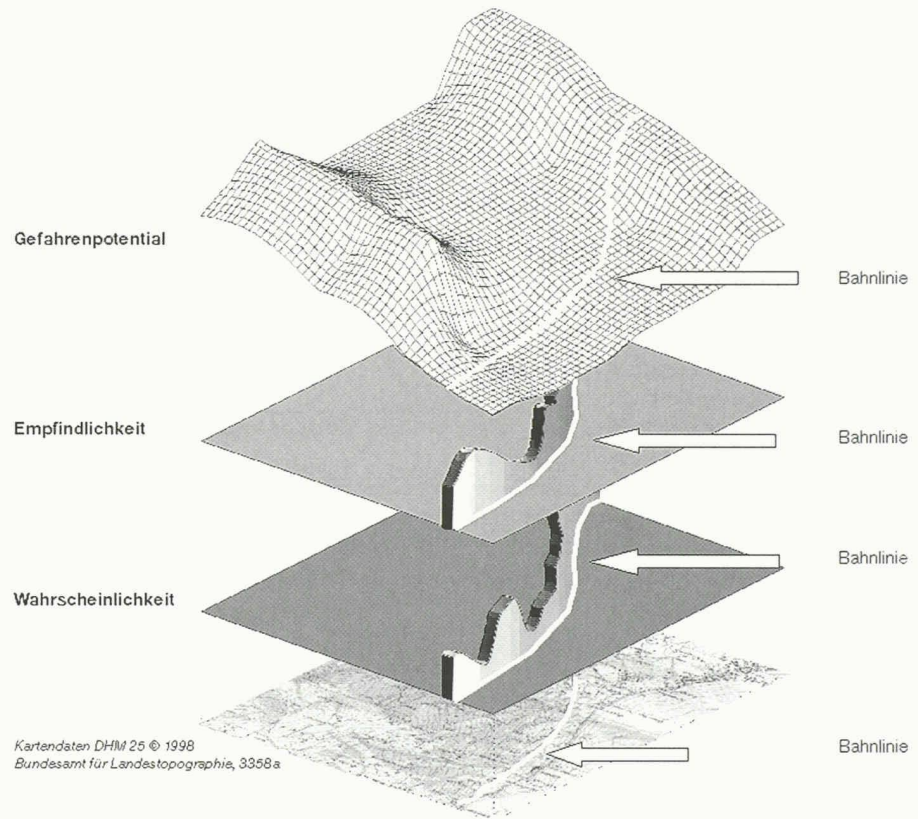 Gefahrenpotential
Bahnlinie
Empfindlichkeit
Bahnlinie
Bahnlinie
Wahrscheinlichkeit
Kartendaten DHM 25 © 1998
Bundesamt für Landestopographie, 3358a
Bahnlinie